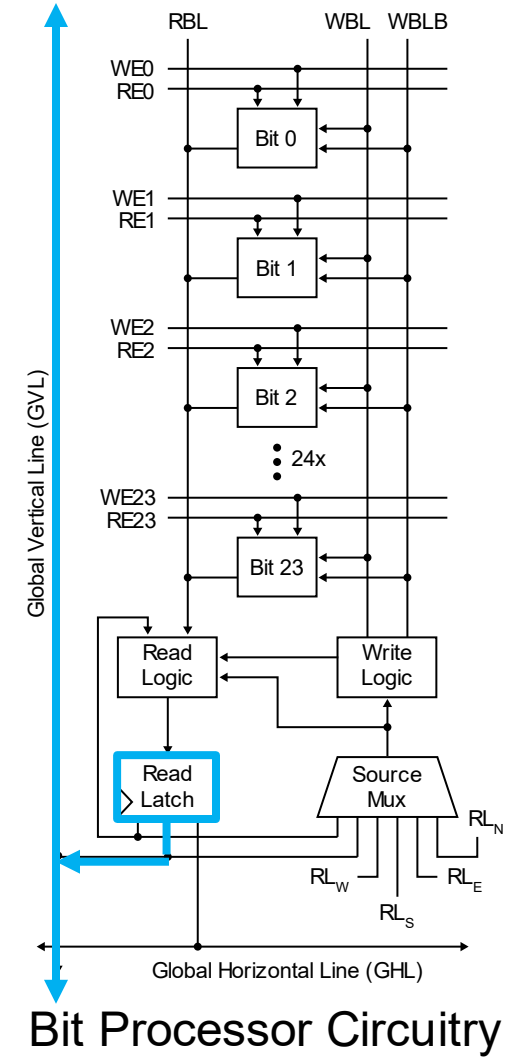 RBL WBL WBLB
WE0
RE0
Bit 0
WE1
RE1
Bit 1
WE2
RE2
Bit 2
24x
WE23
RE23
Bit 23
Global Vertical Line (GVL)
Read
Logic
Write
Logic
Read
Latch
Source
Mux
RLN
RLW
RLE
RLS
Global Horizontal Line (GHL)
Bit Processor Circuitry